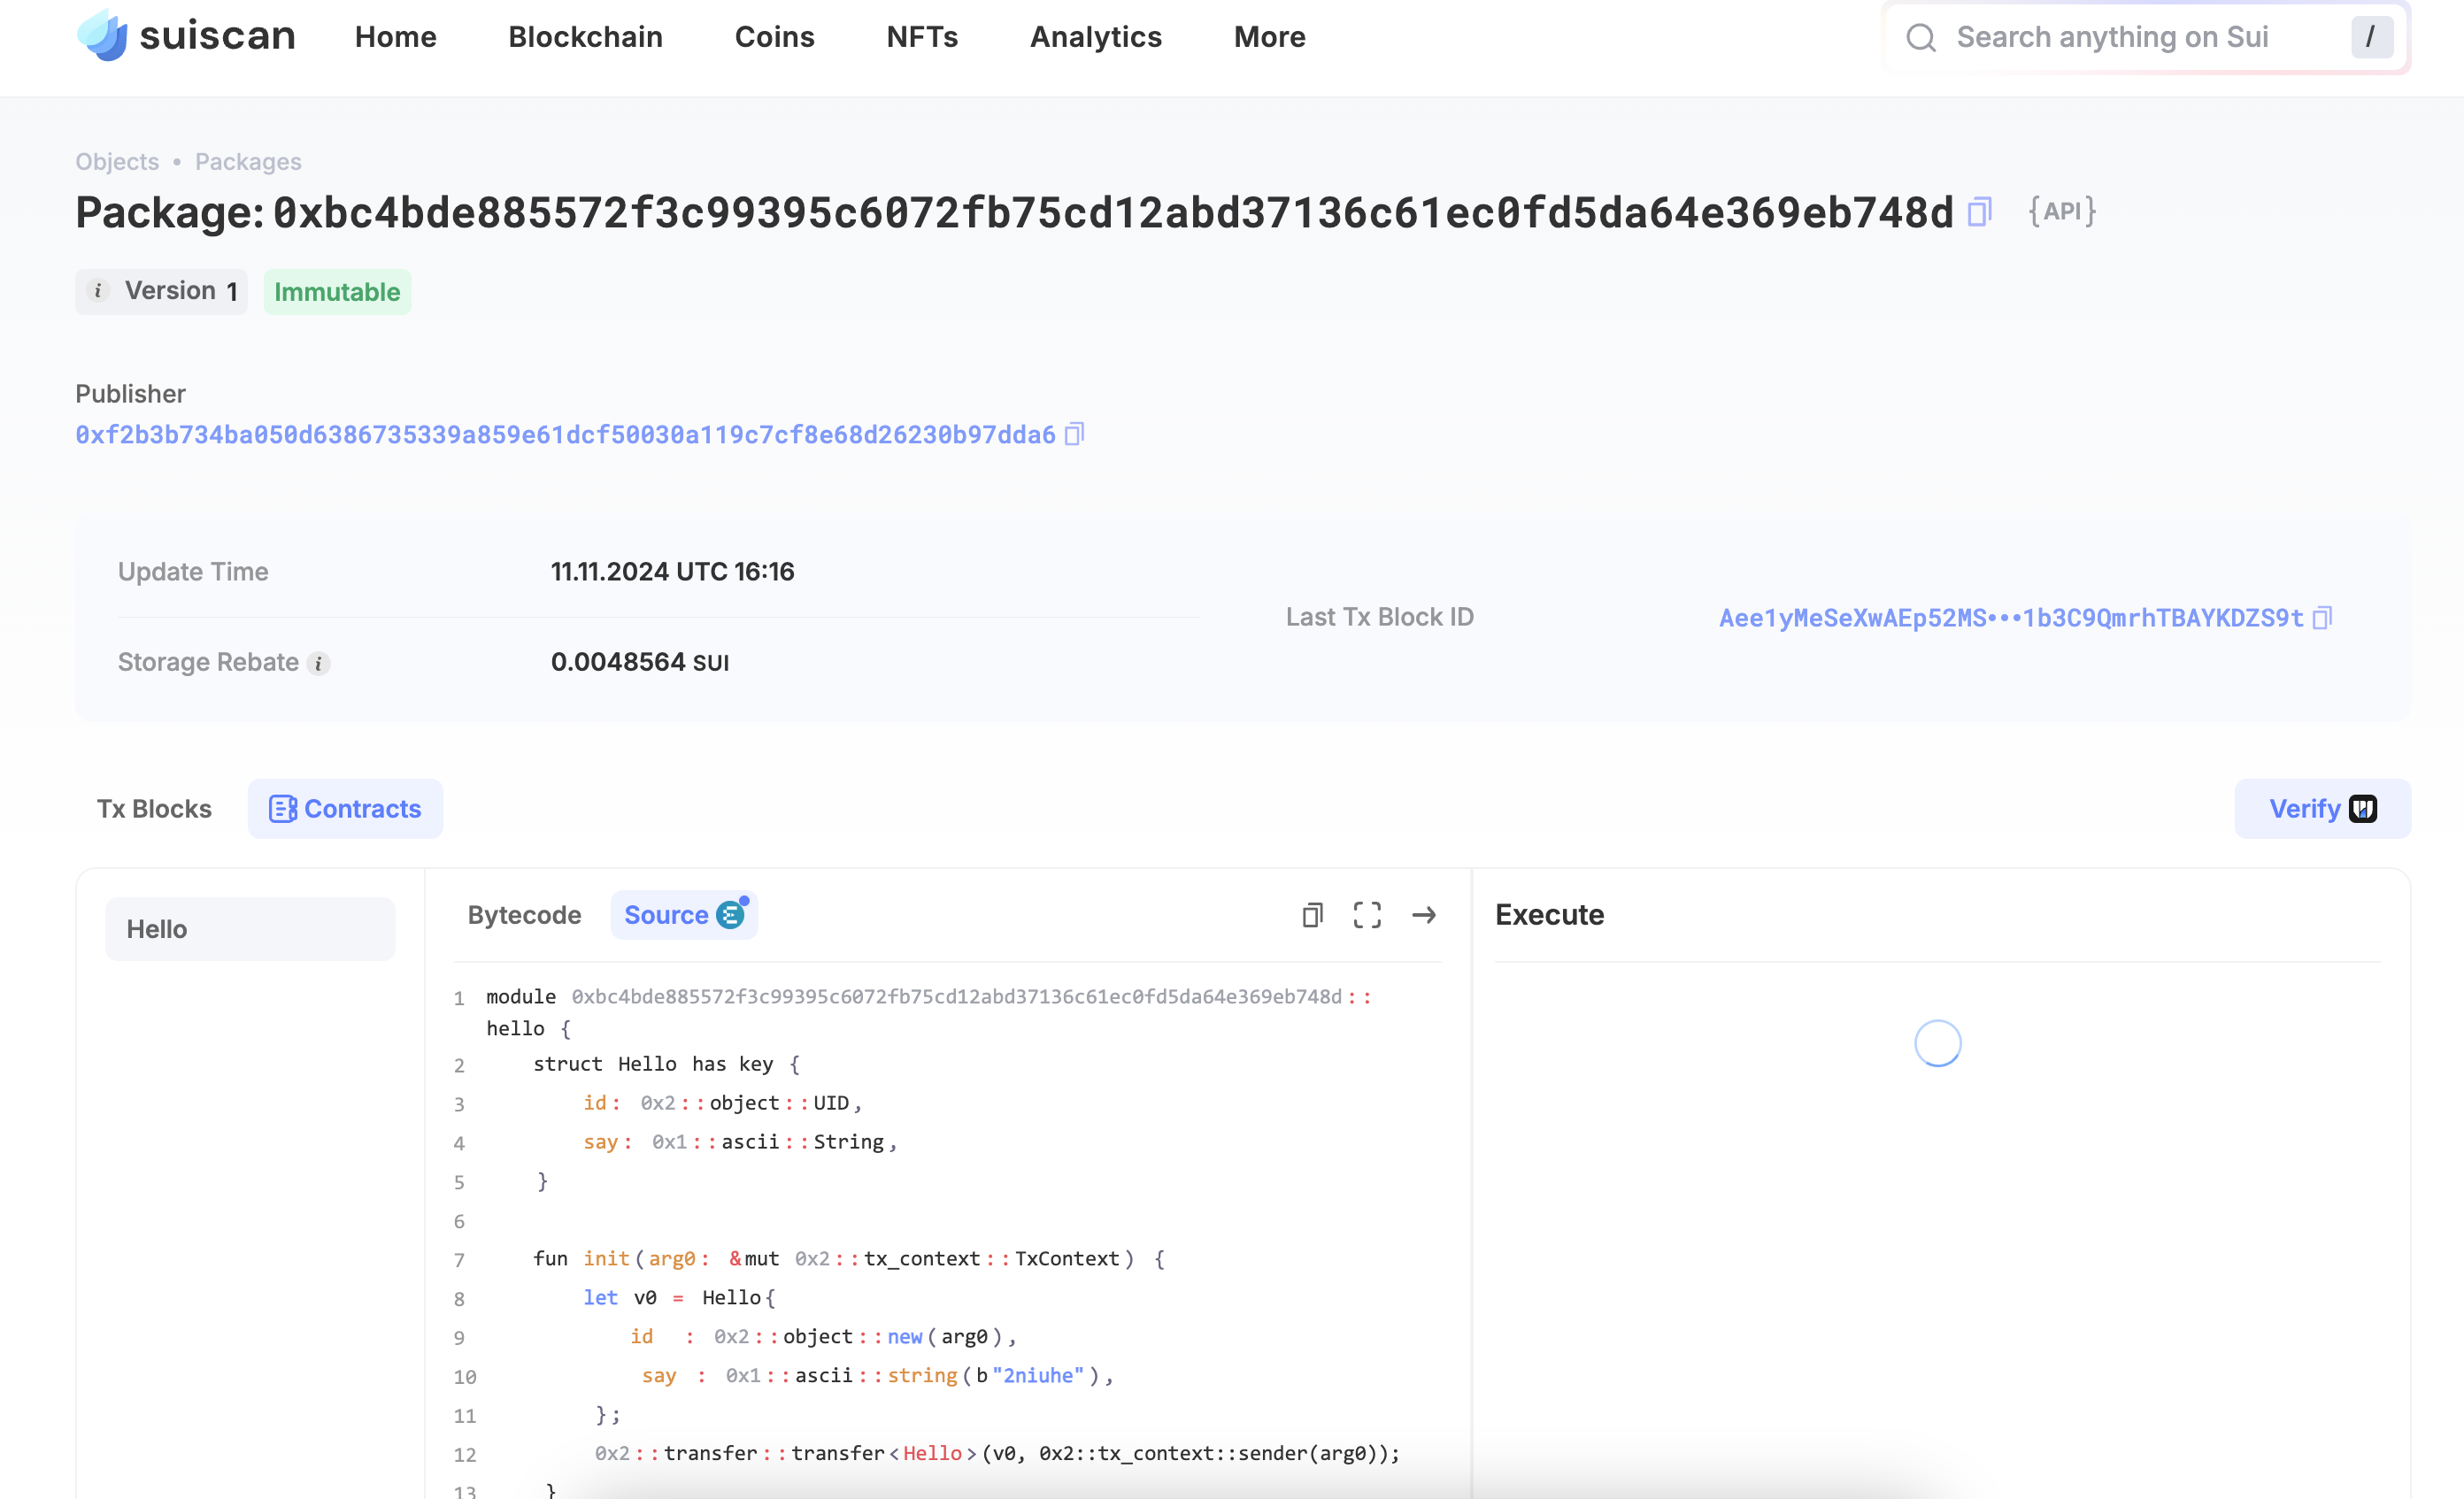 suiscan Home Blockchain Coins NFTs Analytics More Search anything on Sui /
Objects • Packages
Package: 0xbc4bde885572f3c99395c6072fb75cd12abd37136c61ec0fd5da64e369eb748d {API}
i Version 1 Immutable
Publisher
0xf2b3b734ba050d6386735339a859e61dcf50030a119c7cf8e68d26230b97dda6
Update Time 11.11.2024 UTC 16:16
Last Tx Block ID Aee1yMeSeXwAEp52MS•••1b3C9QmrhTBAYKDZS9t
Storage Rebate i 0.0048564 SUI
Tx Blocks Contracts Verify
Hello
Bytecode Source
Execute
1 module 0xbc4bde885572f3c99395c6072fb75cd12abd37136c61ec0fd5da64e369eb748d::
hello {
2 struct Hello has key {
3 id: 0x2::object::UID,
4 say: 0x1::ascii::String,
5 }
6
7 fun init(arg0: &mut 0x2::tx_context::TxContext) {
8 let v0 = Hello{
9 id : 0x2::object::new(arg0),
10 say : 0x1::ascii::string(b"2niuhe"),
11 };
12 0x2::transfer::transfer<Hello>(v0, 0x2::tx_context::sender(arg0));
13 }